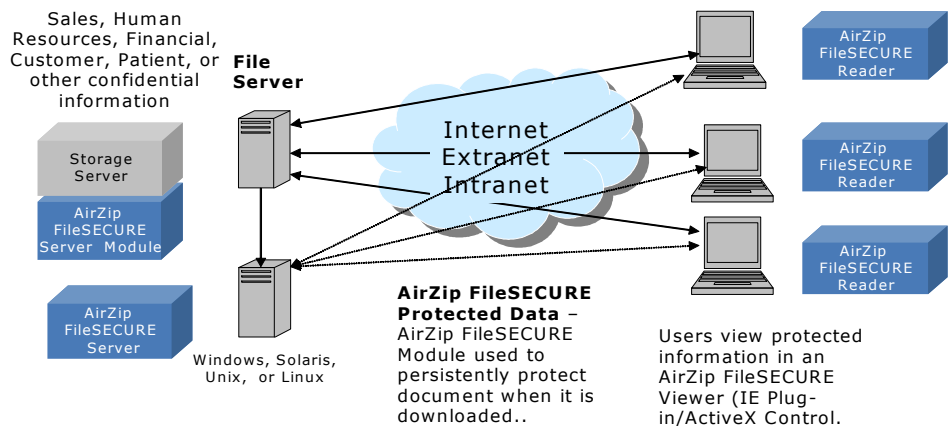 Sales, Human
Resources, Financial,
Customer, Patient, or
other confidential
information
File
Server
Storage
Server
AirZip
FileSECURE
Server Module
AirZip
FileSECURE
Server
Windows, Solaris,
Unix, or Linux
Internet
Extranet
Intranet
AirZip FileSECURE
Protected Data –
AirZip FileSECURE
Module used to
persistently protect
document when it is
downloaded..
AirZip
FileSECURE
Reader
AirZip
FileSECURE
Reader
AirZip
FileSECURE
Reader
Users view protected
information in an
AirZip FileSECURE
Viewer (IE Plug-
in/ActiveX Control.